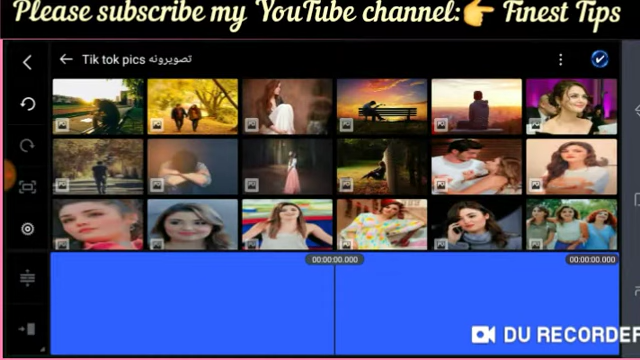 Please subscribe my YouTube channel:👉 Finest Tips
Tik tok pics تصویرونه
00:00:00.000
00:00:00.000
DU RECORDER